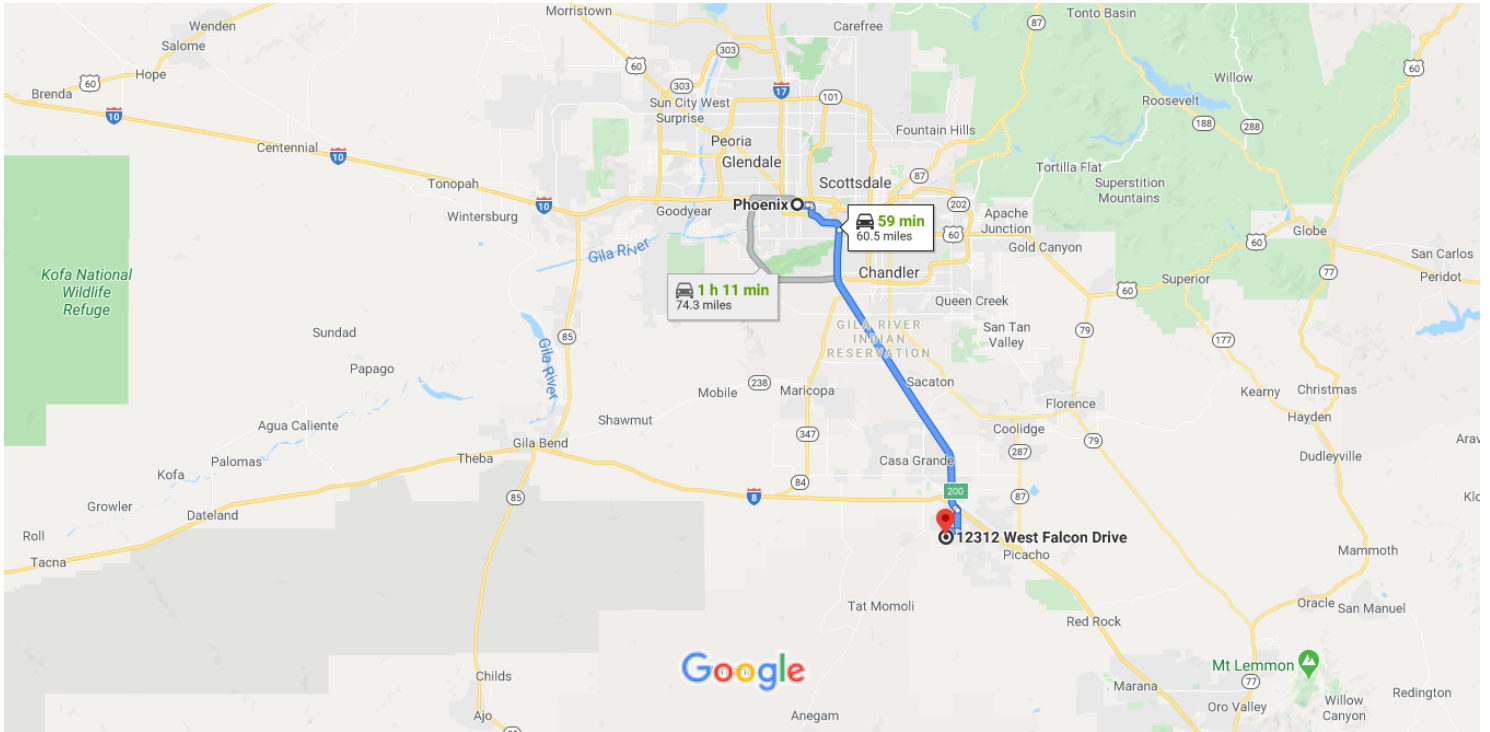 Morristown
Carefree
Tonto Basin
87
Wenden
Salome
60
303
60
Hope
60
303
17
101
Willow
Brenda
10
Sun City West
Surprise
Roosevelt
188
288
Fountain Hills
Peoria
Centennial
10
Glendale
Tortilla Flat
87
Superstition
Mountains
Tonopah
Scottsdale
10
Phoenix
202
Wintersburg
Goodyear
59 min
60.5 miles
Apache
Junction
60
Globe
Gila River
Gold Canyon
San Carlos
Kofa National
Wildlife
Refuge
Chandler
77
Peridot
1 h 11 min
74.3 miles
Superior
60
Queen Creek
Sundad
85
GILA RIVER
INDIAN
RESERVATION
San Tan
Valley
79
177
Gila River
Papago
238
Sacaton
Mobile
Maricopa
Kearny
Christmas
Florence
Hayden
Shawmut
Agua Caliente
347
Coolidge
79
Gila Bend
287
Arav
Palomas
Theba
Casa Grande
Dudleyville
Kofa
84
200
85
8
87
Klo
Growler
Dateland
Roll
12312 West Falcon Drive
Tacna
Picacho
Mammoth
Tat Momoli
Oracle
San Manuel
Red Rock
Google
Mt Lemmon
Childs
77
Marana
Redington
Oro Valley
Willow
Canyon
Ajo
Anegam
85